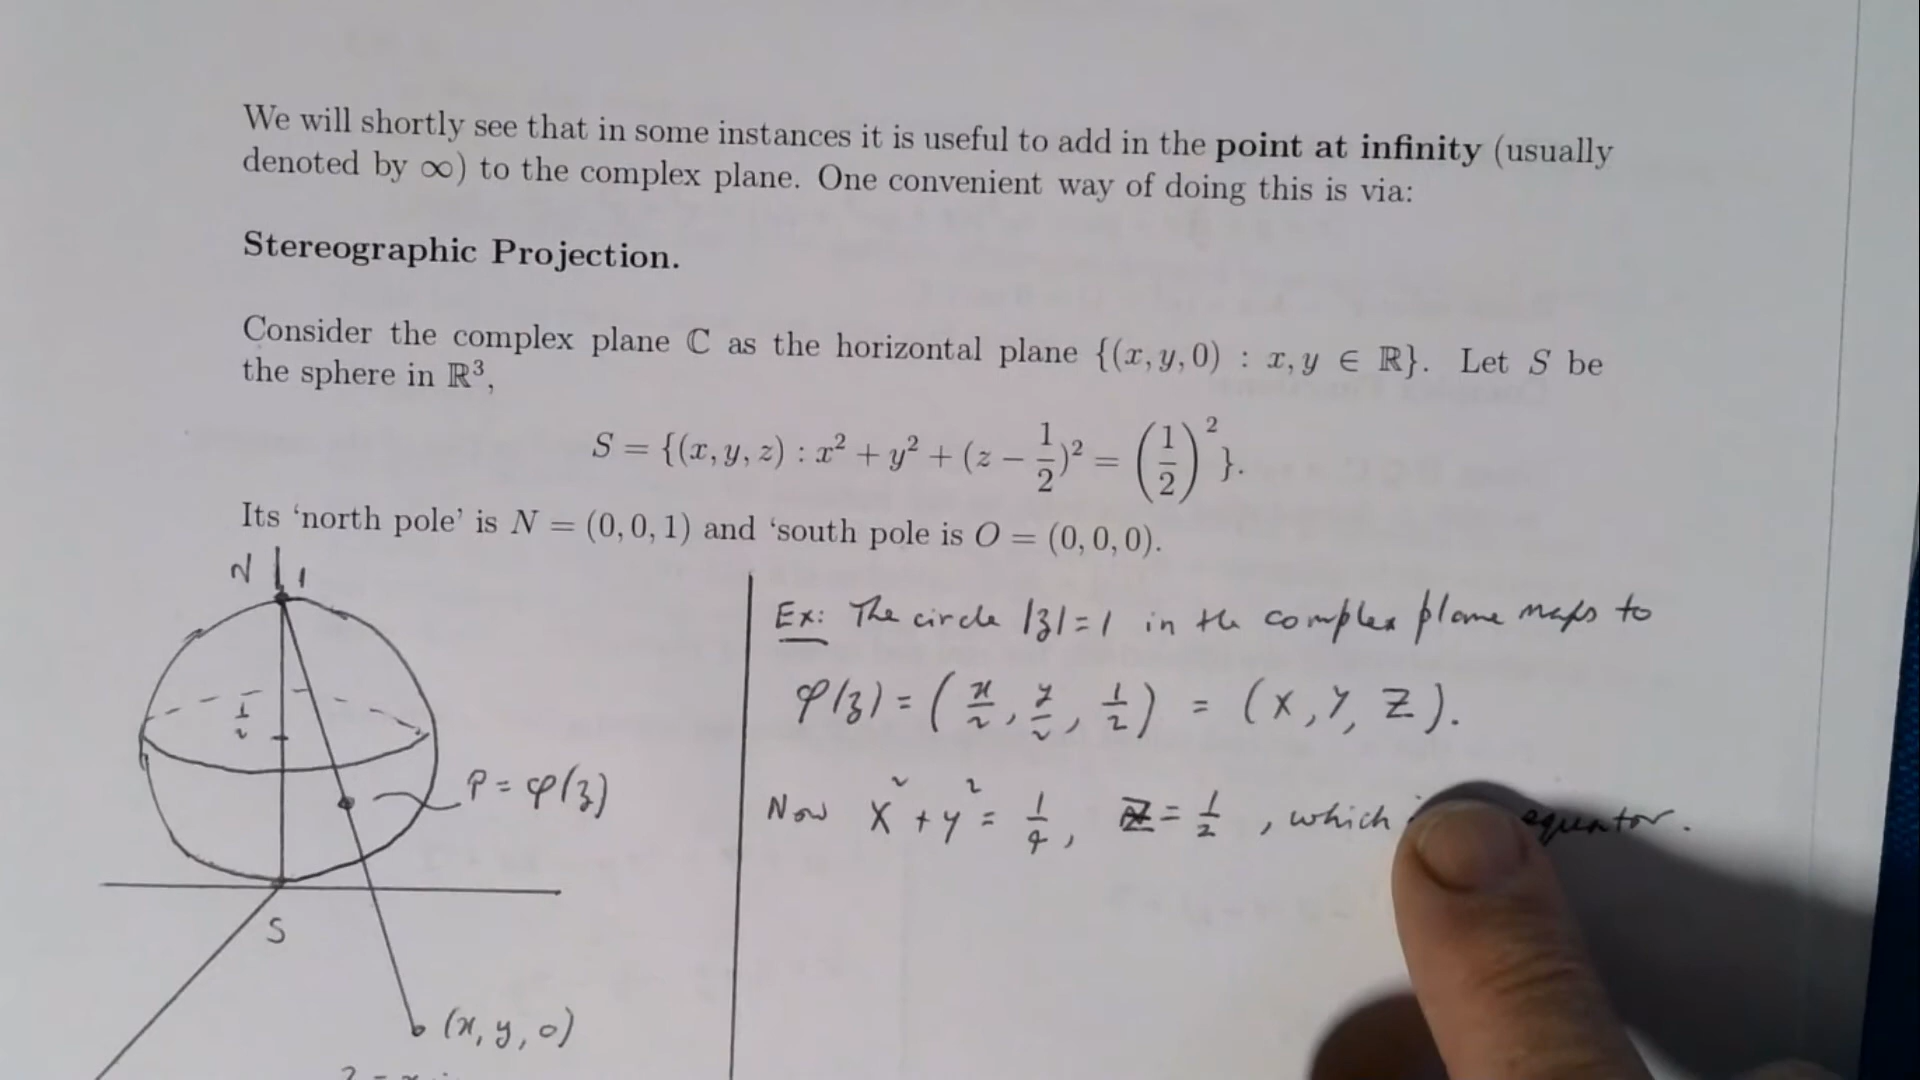 We will shortly see that in some instances it is useful to add in the point at infinity (usually
denoted by ∞) to the complex plane. One convenient way of doing this is via:
Stereographic Projection.
Consider the complex plane ℂ as the horizontal plane {(x, y, 0) : x, y ∈ ℝ}. Let S be
the sphere in ℝ³,
S = {(x, y, z) : x² + y² + (z − 1/2)² = (1/2)²}.
Its ‘north pole’ is N = (0, 0, 1) and ‘south pole is O = (0, 0, 0).
N 1
1/2
P = φ(z)
S
(x, y, 0)
Ex: The circle |z| = 1 in the complex plane maps to
φ(z) = (x/2, y/2, 1/2) = (X, Y, Z).
Now X² + Y² = 1/4, Z = 1/2, which equator.